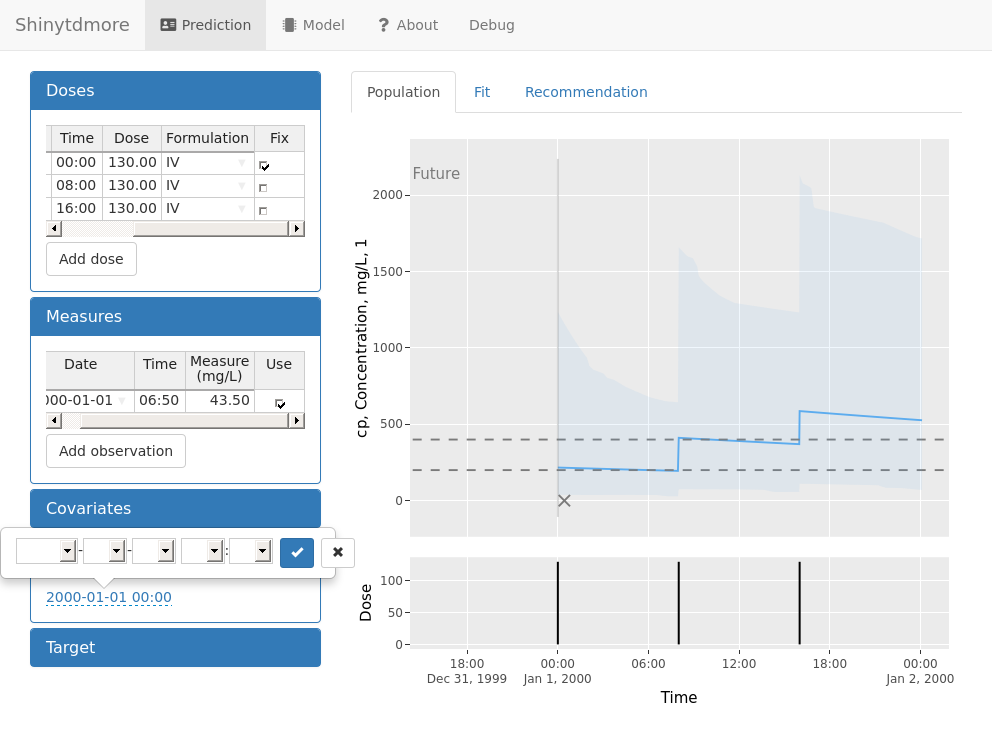 Shinytdmore Prediction Model ? About Debug
Doses
Time Dose Formulation Fix
00:00 130.00 IV
08:00 130.00 IV
16:00 130.00 IV
Add dose
Measures
Date Time Measure (mg/L) Use
000-01-01 06:50 43.50
Add observation
Covariates
- - :
2000-01-01 00:00
Target
Population Fit Recommendation
Future
cp, Concentration, mg/L, 1
2000
1500
1000
500
0
Dose
100
50
0
18:00 00:00 06:00 12:00 18:00 00:00
Dec 31, 1999 Jan 1, 2000 Jan 2, 2000
Time